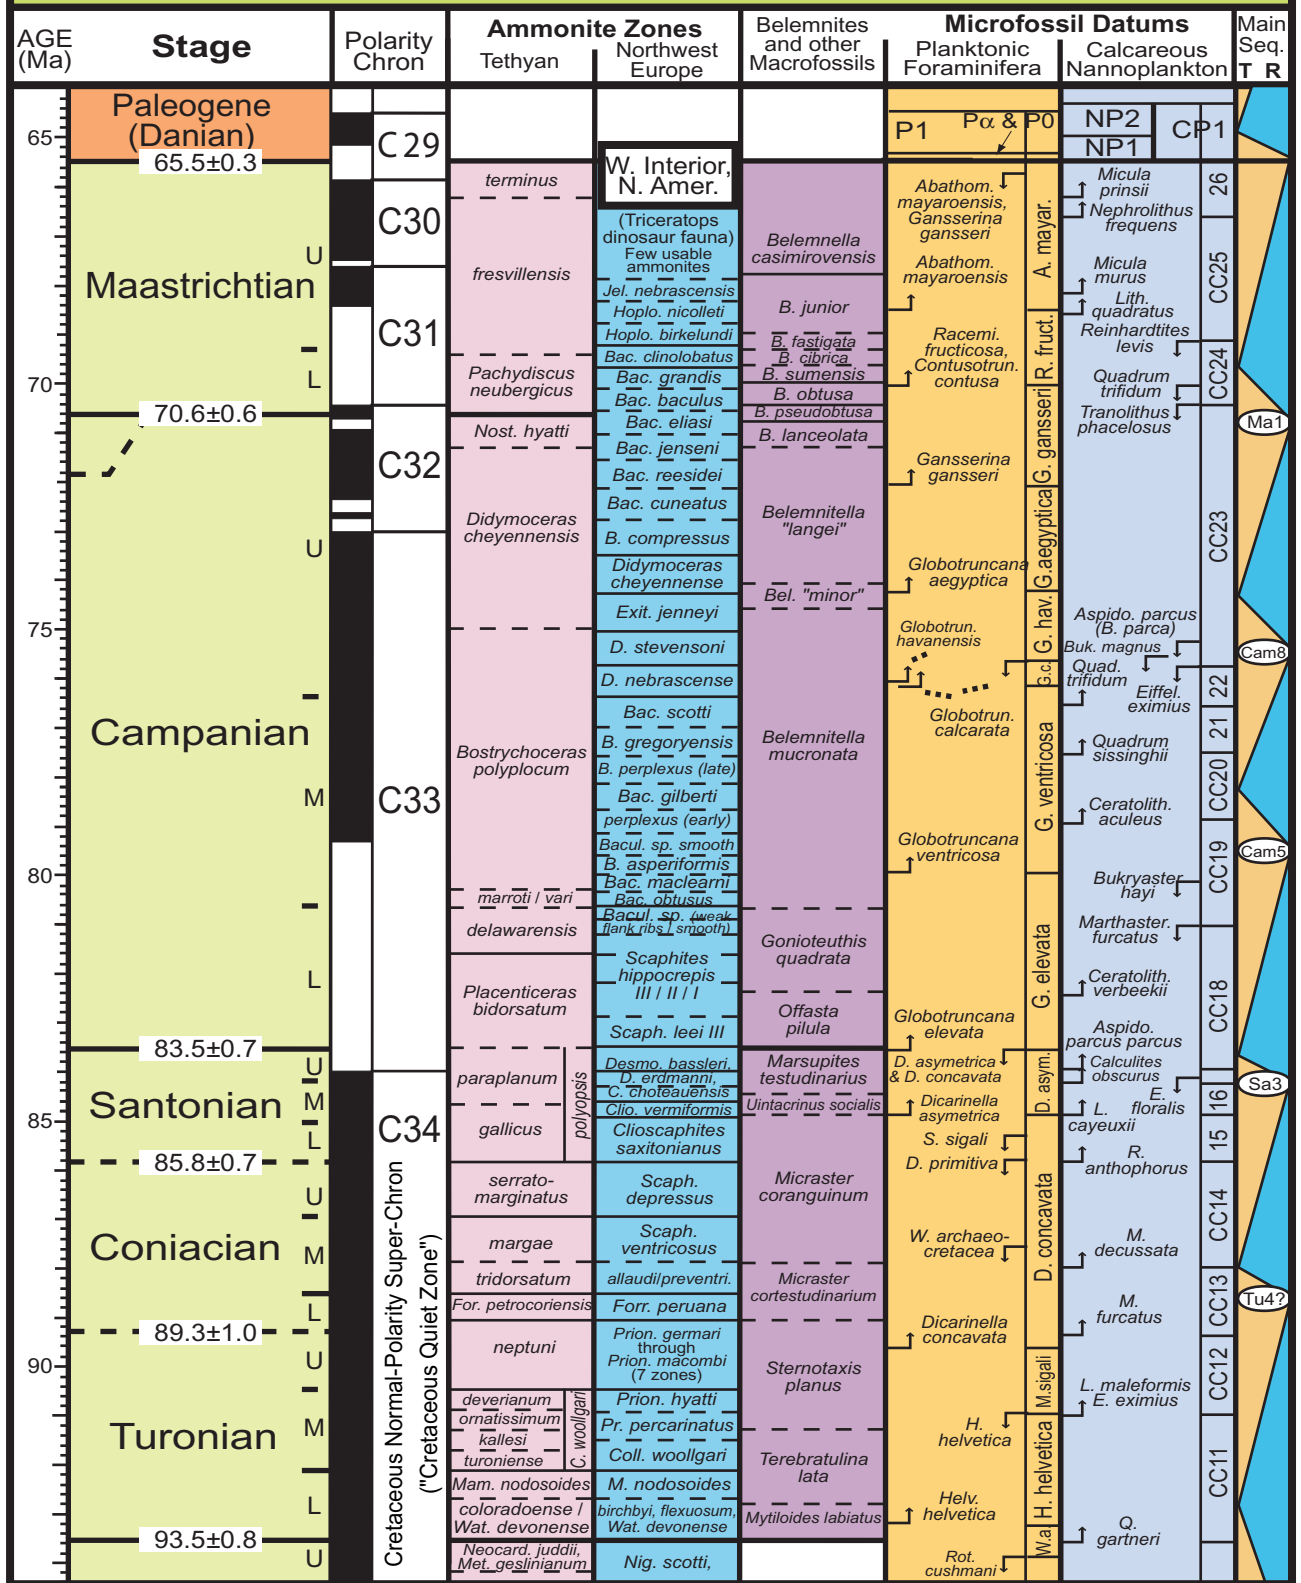 AGE
(Ma)
Stage
Polarity
Chron
Ammonite Zones
Tethyan
Northwest
Europe
Belemnites
and other
Macrofossils
Microfossil Datums
Planktonic
Foraminifera
Calcareous
Nannoplankton
Main
Seq.
T R
65
70
75
80
85
90
Paleogene
(Danian)
65.5±0.3
Maastrichtian
U
L
70.6±0.6
Campanian
U
M
L
83.5±0.7
Santonian
U
M
L
85.8±0.7
Coniacian
U
M
L
89.3±1.0
Turonian
U
M
L
93.5±0.8
U
C29
C30
C31
C32
C33
C34
Cretaceous Normal-Polarity Super-Chron
("Cretaceous Quiet Zone")
terminus
fresvillensis
Pachydiscus
neubergicus
Nost. hyatti
Didymoceras
cheyennensis
Bostrychoceras
polyplocum
marroti / vari
delawarensis
Placenticeras
bidorsatum
paraplanum
gallicus
polyopsis
serrato-
marginatus
margae
tridorsatum
For. petrocoriensis
neptuni
deverianum
ornatissimum
kallesi
turoniense
C. woollgari
Mam. nodosoides
coloradoense /
Wat. devonense
Neocard. juddii,
Met. geslinianum
W. Interior,
N. Amer.
(Triceratops
dinosaur fauna)
Few usable
ammonites
Jel. nebrascensis
Hoplo. nicolleti
Hoplo. birkelundi
Bac. clinolobatus
Bac. grandis
Bac. baculus
Bac. eliasi
Bac. jenseni
Bac. reesidei
Bac. cuneatus
B. compressus
Didymoceras
cheyennense
Exit. jenneyi
D. stevensoni
D. nebrascense
Bac. scotti
B. gregoryensis
B. perplexus (late)
Bac. gilberti
perplexus (early)
Bacul. sp. smooth
B. asperiformis
Bac. maclearni
Bac. obtusus
Bacul. sp. (weak
flank ribs / smooth)
Scaphites
hippocrepis
III / II / I
Scaph. leei III
Desmo. bassleri,
D. erdmanni,
C. choteauensis
Clio. vermiformis
Clioscaphites
saxitonianus
Scaph.
depressus
Scaph.
ventricosus
allaudi/preventri.
Forr. peruana
Prion. germari
through
Prion. macombi
(7 zones)
Prion. hyatti
Pr. percarinatus
Coll. woollgari
M. nodosoides
birchbyi, flexuosum,
Wat. devonense
Nig. scotti,
Belemnella
casimirovensis
B. junior
B. fastigata
B. cibrica
B. sumensis
B. obtusa
B. pseudobtusa
B. lanceolata
Belemnitella
"langei"
Bel. "minor"
Belemnitella
mucronata
Gonioteuthis
quadrata
Offasta
pilula
Marsupites
testudinarius
Uintacrinus socialis
Micraster
coranguinum
Micraster
cortestudinarium
Sternotaxis
planus
Terebratulina
lata
Mytiloides labiatus
P1
Pα & P0
Abathom.
mayaroensis,
Gansserina
gansseri
Abathom.
mayaroensis
Racemi.
fructicosa,
Contusotrun.
contusa
Gansserina
gansseri
Globotruncana
aegyptica
Globotrun.
havanensis
Globotrun.
calcarata
Globotruncana
ventricosa
Globotruncana
elevata
D. asymetrica
& D. concavata
Dicarinella
asymetrica
S. sigali
D. primitiva
W. archaeo-
cretacea
Dicarinella
concavata
H.
helvetica
Helv.
helvetica
Rot.
cushmani
A. mayar.
R. fruct.
G. gansseri
G.aegyptica
G. hav.
G.c.
G. ventricosa
G. elevata
D. asym.
D. concavata
M.sigali
H. helvetica
W.a.
NP2
NP1
CP1
Micula
prinsii
Nephrolithus
frequens
Micula
murus
Lith.
quadratus
Reinhardtites
levis
Quadrum
trifidum
Tranolithus
phacelosus
Aspido. parcus
(B. parca)
Buk. magnus
Quad.
trifidum
Eiffel.
eximius
Quadrum
sissinghii
Ceratolith.
aculeus
Bukryaster
hayi
Marthaster.
furcatus
Ceratolith.
verbeekii
Aspido.
parcus parcus
Calculites
obscurus
E.
floralis
L.
cayeuxii
R.
anthophorus
M.
decussata
M.
furcatus
L. maleformis
E. eximius
Q.
gartneri
26
CC25
CC24
CC23
22
21
CC20
CC19
CC18
16
15
CC14
CC13
CC12
CC11
Ma1
Cam8
Cam5
Sa3
Tu4?